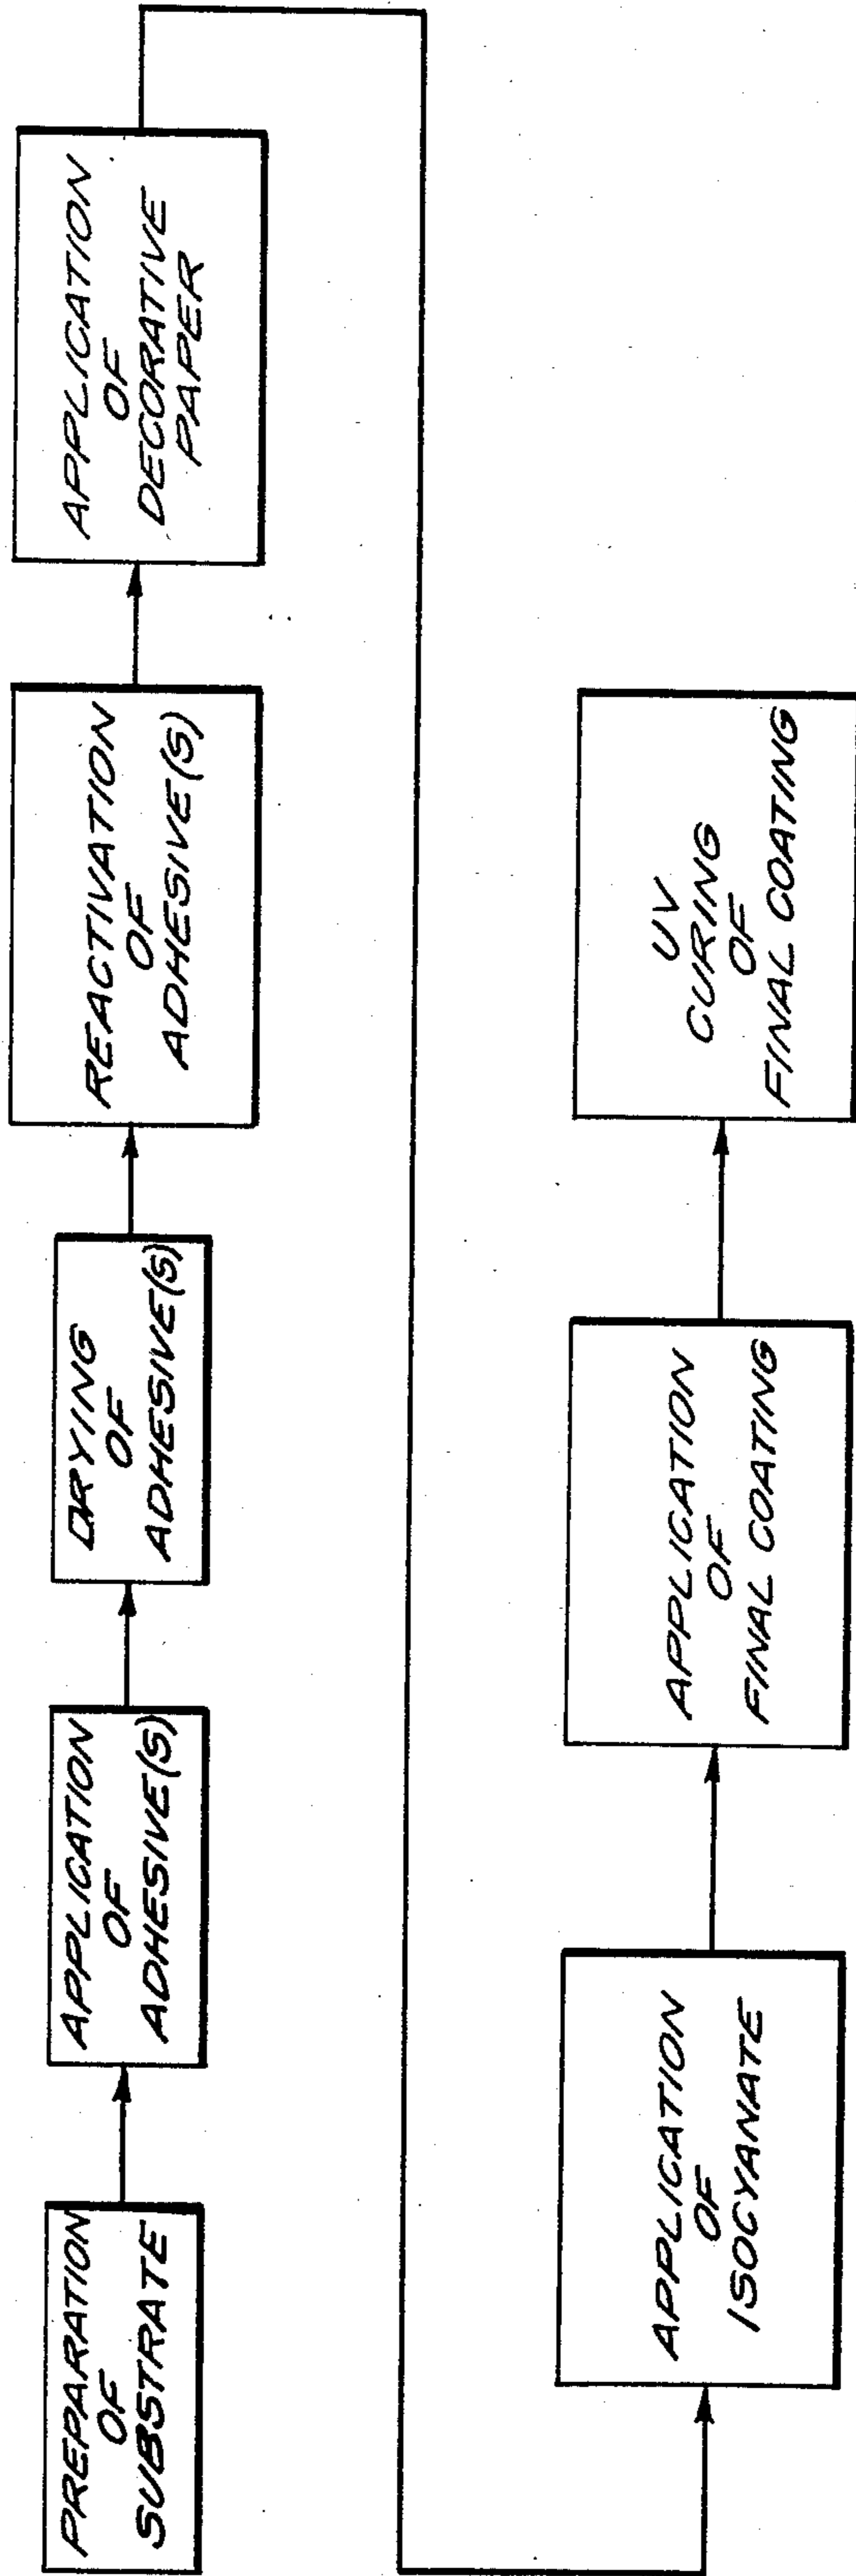 PREPARATION
OF
SUBSTRATE
APPLICATION
OF
ADHESIVE(S)
DRYING
OF
ADHESIVE(S)
REACTIVATION
OF
ADHESIVE(S)
APPLICATION
OF
DECORATIVE
PAPER
APPLICATION
OF
ISOCYANATE
APPLICATION
OF
FINAL COATING
UV
CURING
OF
FINAL COATING